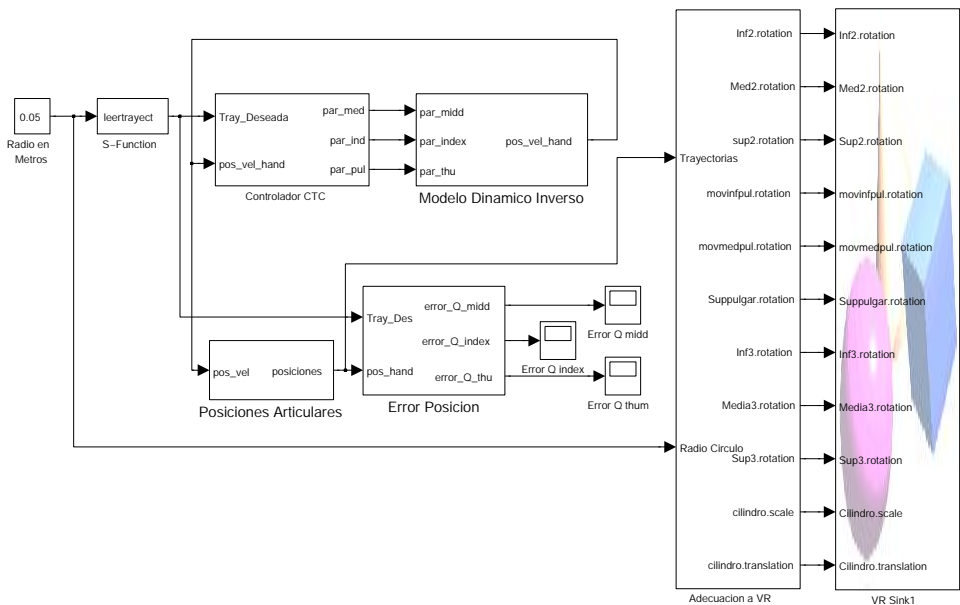 0.05
Radio en
Metros
leertrayect
S-Function
Tray_Deseada
pos_vel_hand
par_med
par_ind
par_pul
Controlador CTC
par_midd
par_index
par_thu
pos_vel_hand
Modelo Dinamico Inverso
pos_vel
posiciones
Posiciones Articulares
Tray_Des
pos_hand
error_Q_midd
error_Q_index
error_Q_thu
Error Posicion
Error Q midd
Error Q index
Error Q thum
Trayectorias
Radio Circulo
Inf2.rotation
Med2.rotation
sup2.rotation
movinfpul.rotation
movmedpul.rotation
Suppulgar.rotation
Inf3.rotation
Media3.rotation
Sup3.rotation
cilindro.scale
cilindro.translation
Adecuacion a VR
Inf2.rotation
Med2.rotation
Sup2.rotation
movinfpul.rotation
movmedpul.rotation
Suppulgar.rotation
Inf3.rotation
Media3.rotation
Sup3.rotation
Cilindro.scale
Cilindro.translation
VR Sink1